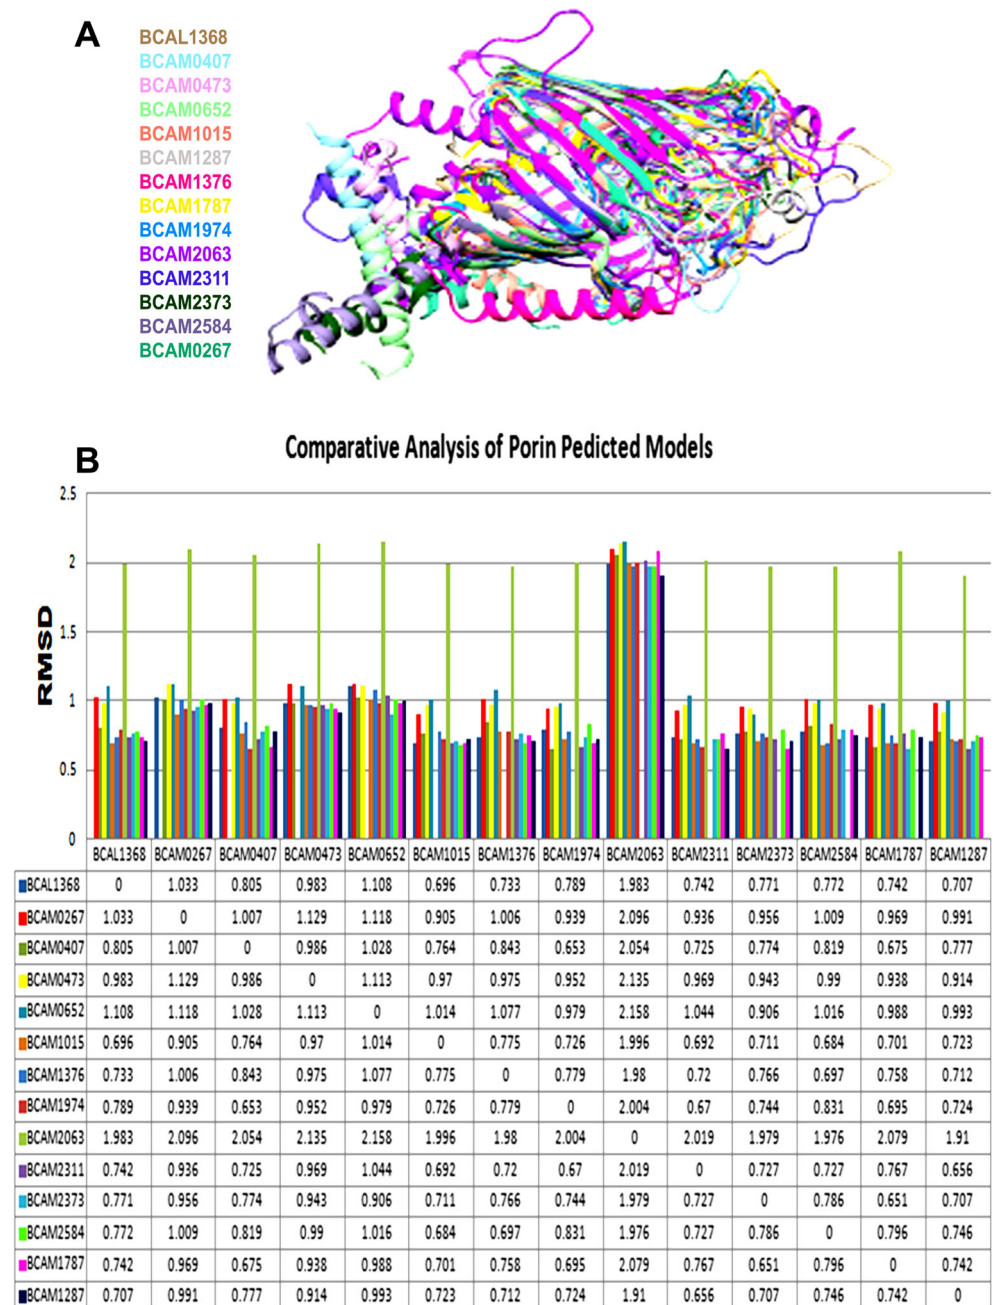 A
BCAL1368
BCAM0407
BCAM0473
BCAM0652
BCAM1015
BCAM1287
BCAM1376
BCAM1787
BCAM1974
BCAM2063
BCAM2311
BCAM2373
BCAM2584
BCAM0267
B
Comparative Analysis of Porin Pedicted Models
RMSD
2.5
2
1.5
1
0.5
0
BCAL1368 BCAM0267 BCAM0407 BCAM0473 BCAM0652 BCAM1015 BCAM1376 BCAM1974 BCAM2063 BCAM2311 BCAM2373 BCAM2584 BCAM1787 BCAM1287
BCAL1368 0 1.033 0.805 0.983 1.108 0.696 0.733 0.789 1.983 0.742 0.771 0.772 0.742 0.707
BCAM0267 1.033 0 1.007 1.129 1.118 0.905 1.006 0.939 2.096 0.936 0.956 1.009 0.969 0.991
BCAM0407 0.805 1.007 0 0.986 1.028 0.764 0.843 0.653 2.054 0.725 0.774 0.819 0.675 0.777
BCAM0473 0.983 1.129 0.986 0 1.113 0.97 0.975 0.952 2.135 0.969 0.943 0.99 0.938 0.914
BCAM0652 1.108 1.118 1.028 1.113 0 1.014 1.077 0.979 2.158 1.044 0.906 1.016 0.988 0.993
BCAM1015 0.696 0.905 0.764 0.97 1.014 0 0.775 0.726 1.996 0.692 0.711 0.684 0.701 0.723
BCAM1376 0.733 1.006 0.843 0.975 1.077 0.775 0 0.779 1.98 0.72 0.766 0.697 0.758 0.712
BCAM1974 0.789 0.939 0.653 0.952 0.979 0.726 0.779 0 2.004 0.67 0.744 0.831 0.695 0.724
BCAM2063 1.983 2.096 2.054 2.135 2.158 1.996 1.98 2.004 0 2.019 1.979 1.976 2.079 1.91
BCAM2311 0.742 0.936 0.725 0.969 1.044 0.692 0.72 0.67 2.019 0 0.727 0.727 0.767 0.656
BCAM2373 0.771 0.956 0.774 0.943 0.906 0.711 0.766 0.744 1.979 0.727 0 0.786 0.651 0.707
BCAM2584 0.772 1.009 0.819 0.99 1.016 0.684 0.697 0.831 1.976 0.727 0.786 0 0.796 0.746
BCAM1787 0.742 0.969 0.675 0.938 0.988 0.701 0.758 0.695 2.079 0.767 0.651 0.796 0 0.742
BCAM1287 0.707 0.991 0.777 0.914 0.993 0.723 0.712 0.724 1.91 0.656 0.707 0.746 0.742 0